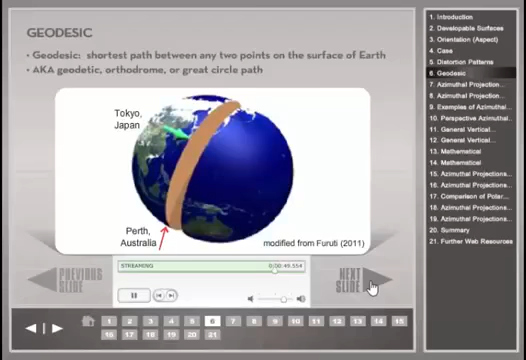 GEODESIC
• Geodesic: shortest path between any two points on the surface of Earth
• AKA geodetic, orthodrome, or great circle path
Tokyo,
Japan
Perth,
Australia
modified from Furuti (2011)
STREAMING
0:00:49.554
PREVIOUS
SLIDE
NEXT
SLIDE
1 2 3 4 5 6 7 8 9 10 11 12 13 14 15
16 17 18 19 20 21
1. Introduction
2. Developable Surfaces
3. Orientation (Aspect)
4. Case
5. Distortion Patterns
6. Geodesic
7. Azimuthal Projection...
8. Azimuthal Projection...
9. Examples of Azimuthal...
10. Perspective Azimuthal...
11. General Vertical...
12. General Vertical...
13. Mathematical
14. Mathematical
15. Azimuthal Projections...
16. Azimuthal Projections...
17. Comparison of Polar...
18. Azimuthal Projections...
19. Azimuthal Projections...
20. Summary
21. Further Web Resources